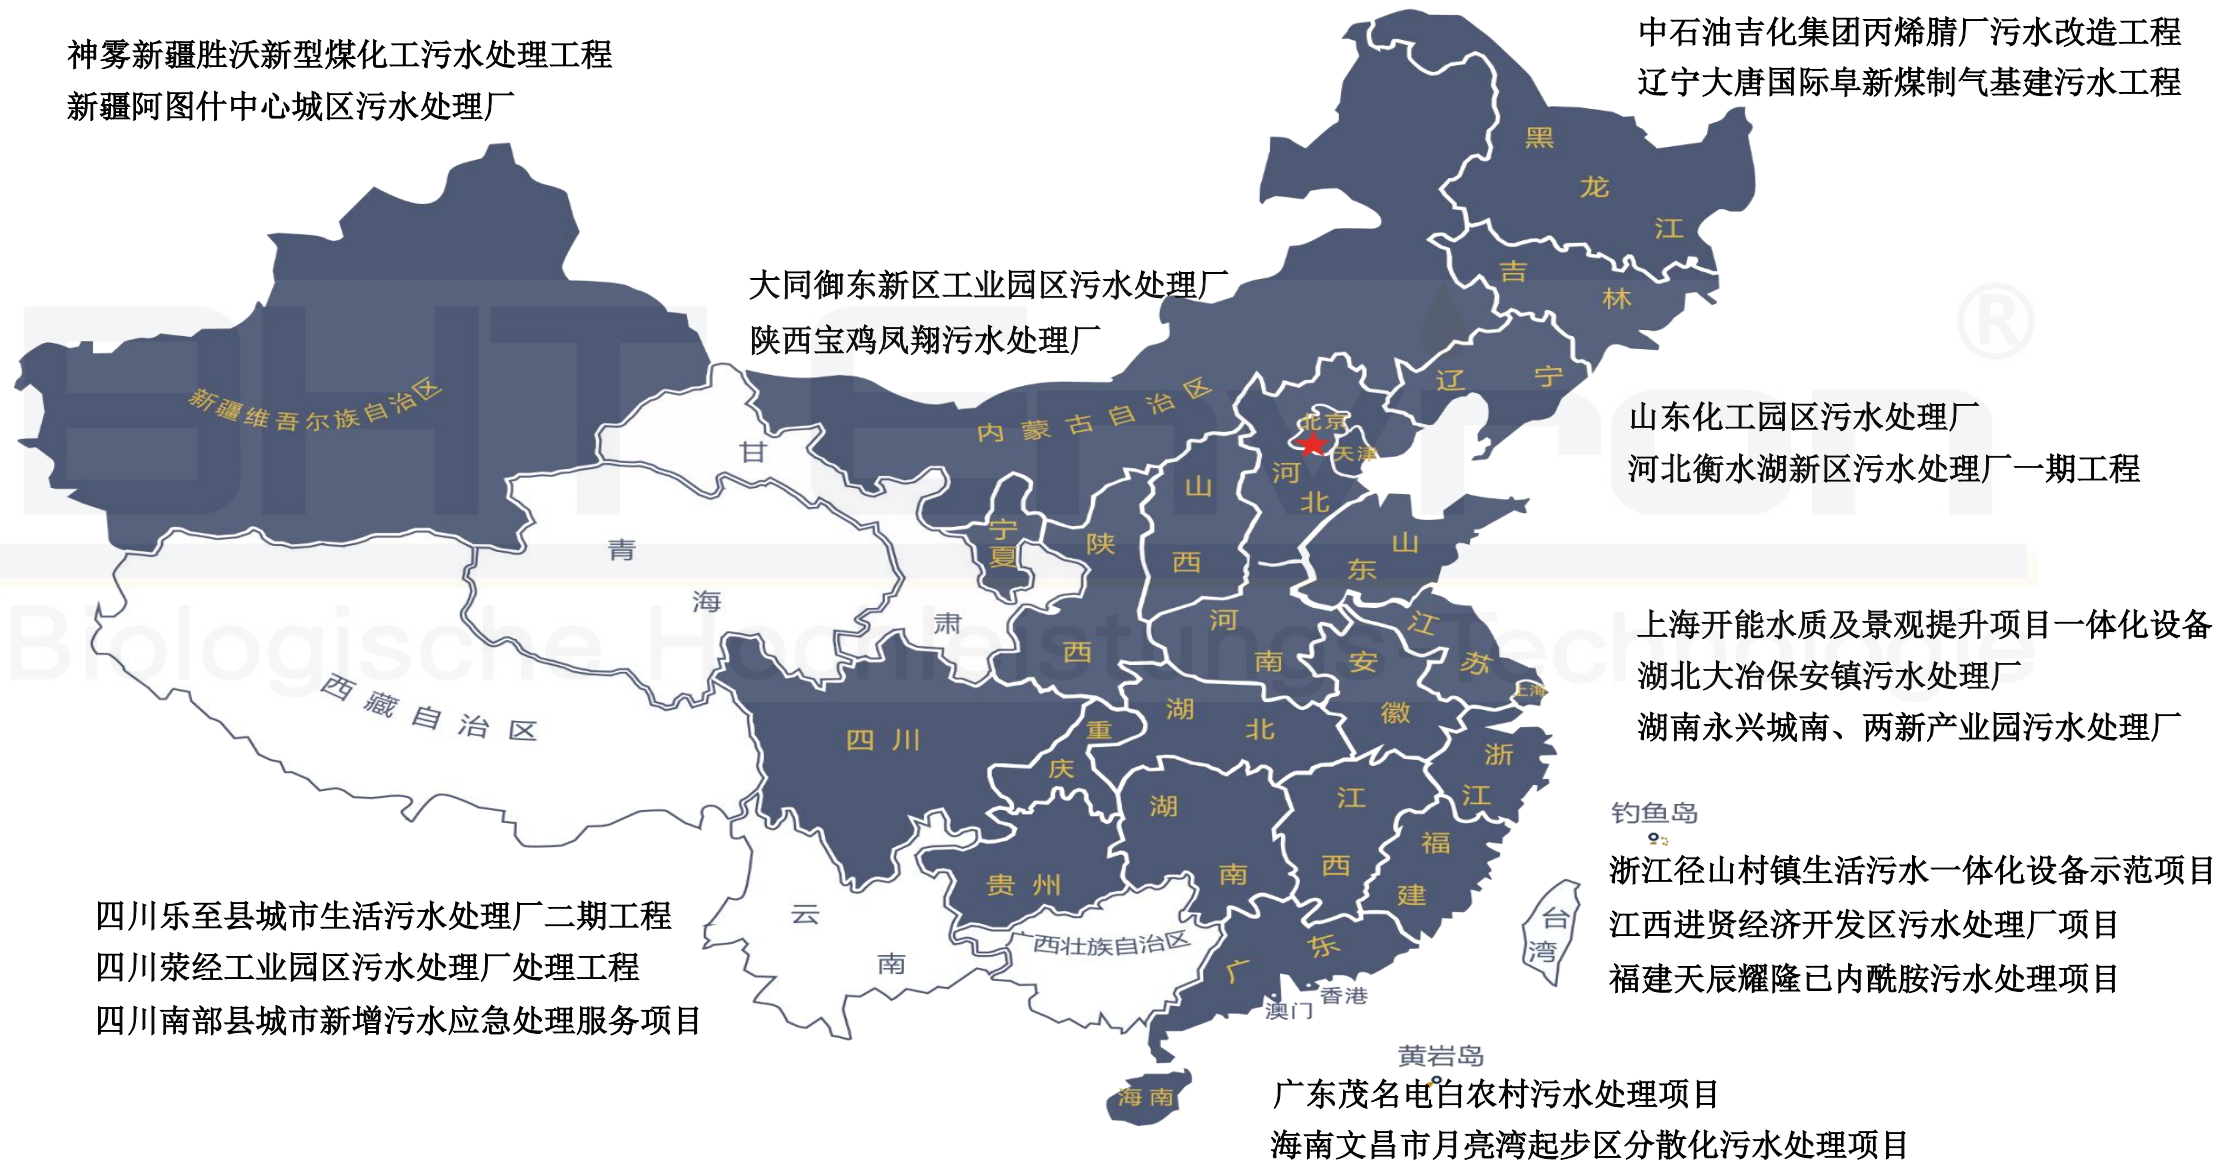 神雾新疆胜沃新型煤化工污水处理工程
新疆阿图什中心城区污水处理厂
中石油吉化集团丙烯腈厂污水改造工程
辽宁大唐国际阜新煤制气基建污水工程
黑龙江
吉林
大同御东新区工业园区污水处理厂
陕西宝鸡凤翔污水处理厂
®
BHT Environ
Biologische Hochleistungs Technologie
新疆维吾尔族自治区
内蒙古自治区
辽宁
北京
天津
河北
山东化工园区污水处理厂
河北衡水湖新区污水处理厂一期工程
甘肃
青海
宁夏
陕西
山西
山东
河南
江苏
安徽
上海
上海开能水质及景观提升项目一体化设备
湖北大冶保安镇污水处理厂
湖南永兴城南、两新产业园污水处理厂
西藏自治区
四川
重庆
湖北
浙江
湖南
江西
福建
贵州
云南
广西壮族自治区
广东
台湾
钓鱼岛
浙江径山村镇生活污水一体化设备示范项目
江西进贤经济开发区污水处理厂项目
福建天辰耀隆己内酰胺污水处理项目
四川乐至县城市生活污水处理厂二期工程
四川荥经工业园区污水处理厂处理工程
四川南部县城市新增污水应急处理服务项目
香港
澳门
黄岩岛
海南
广东茂名电白农村污水处理项目
海南文昌市月亮湾起步区分散化污水处理项目